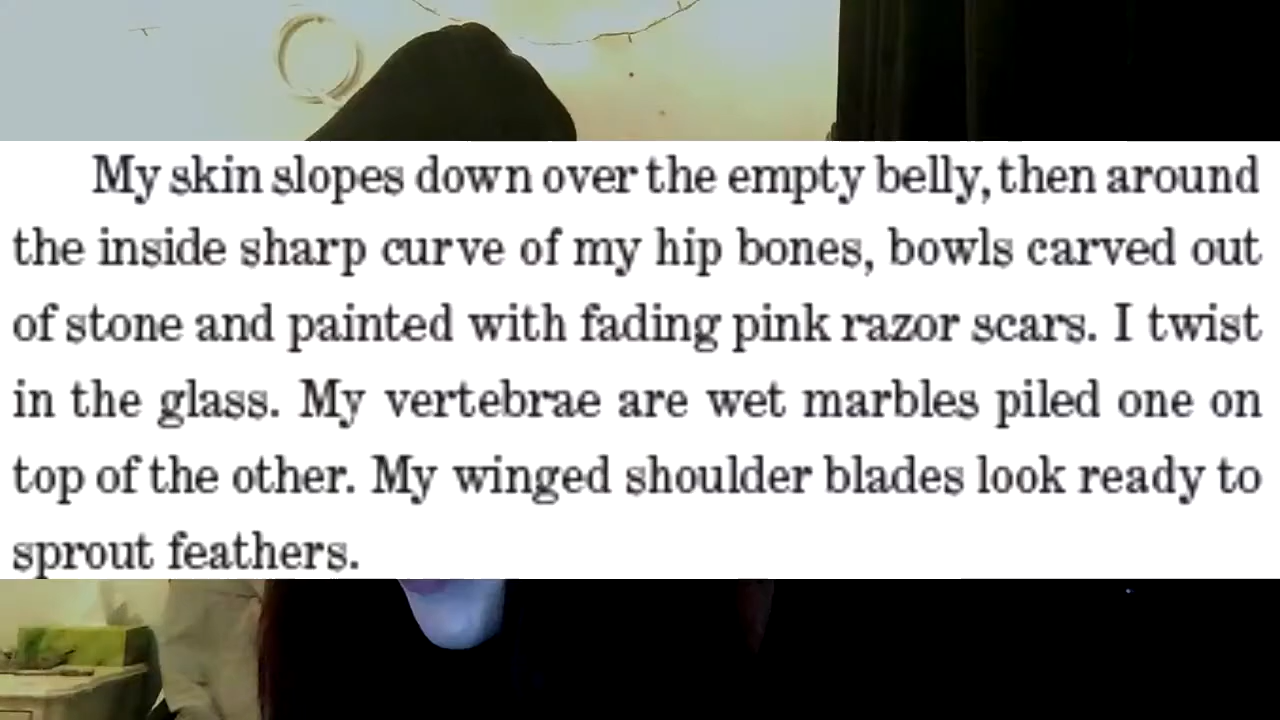 My skin slopes down over the empty belly, then around
the inside sharp curve of my hip bones, bowls carved out
of stone and painted with fading pink razor scars. I twist
in the glass. My vertebrae are wet marbles piled one on
top of the other. My winged shoulder blades look ready to
sprout feathers.